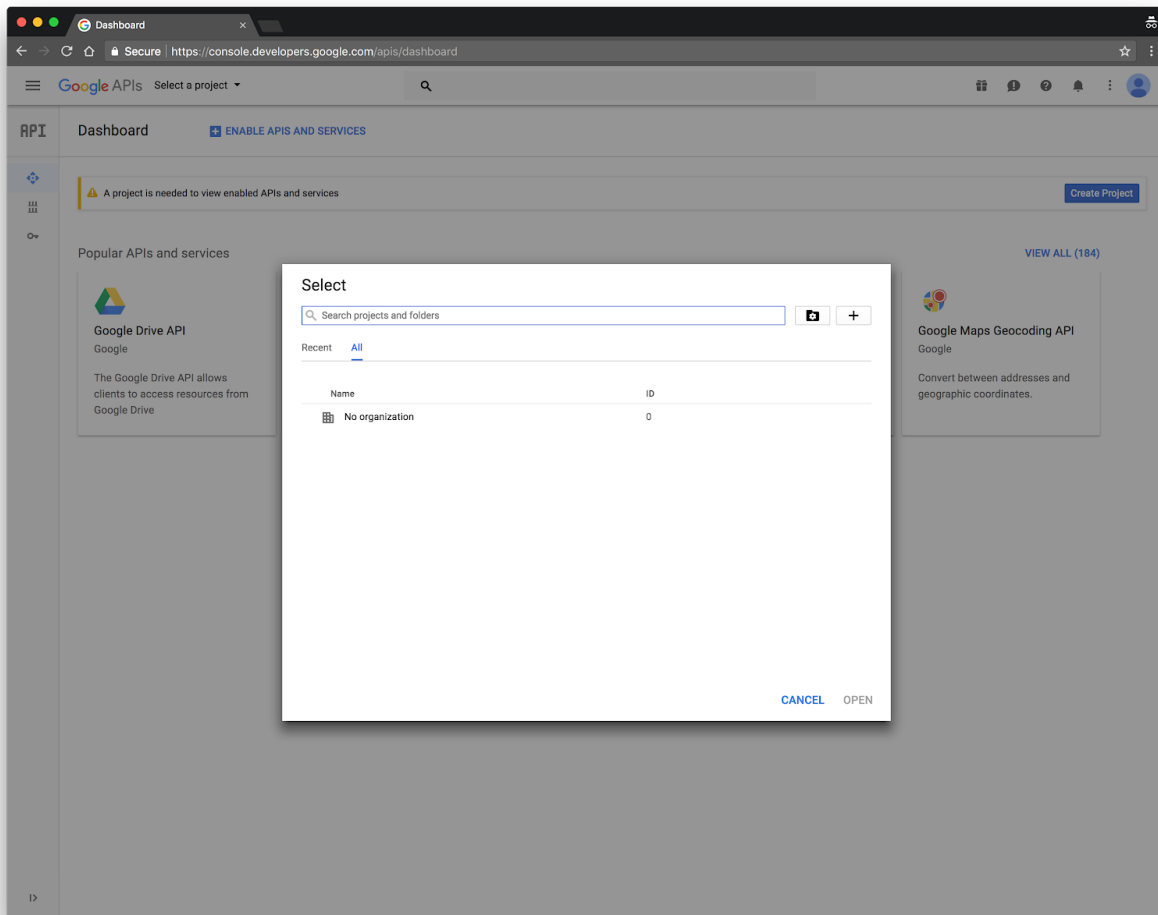 Dashboard
Secure | https://console.developers.google.com/apis/dashboard
Google APIs Select a project
API Dashboard ENABLE APIS AND SERVICES
A project is needed to view enabled APIs and services Create Project
Popular APIs and services VIEW ALL (184)
Google Drive API
Google
The Google Drive API allows
clients to access resources from
Google Drive
Select
Search projects and folders
Recent All
Name ID
No organization 0
CANCEL OPEN
Google Maps Geocoding API
Google
Convert between addresses and
geographic coordinates.